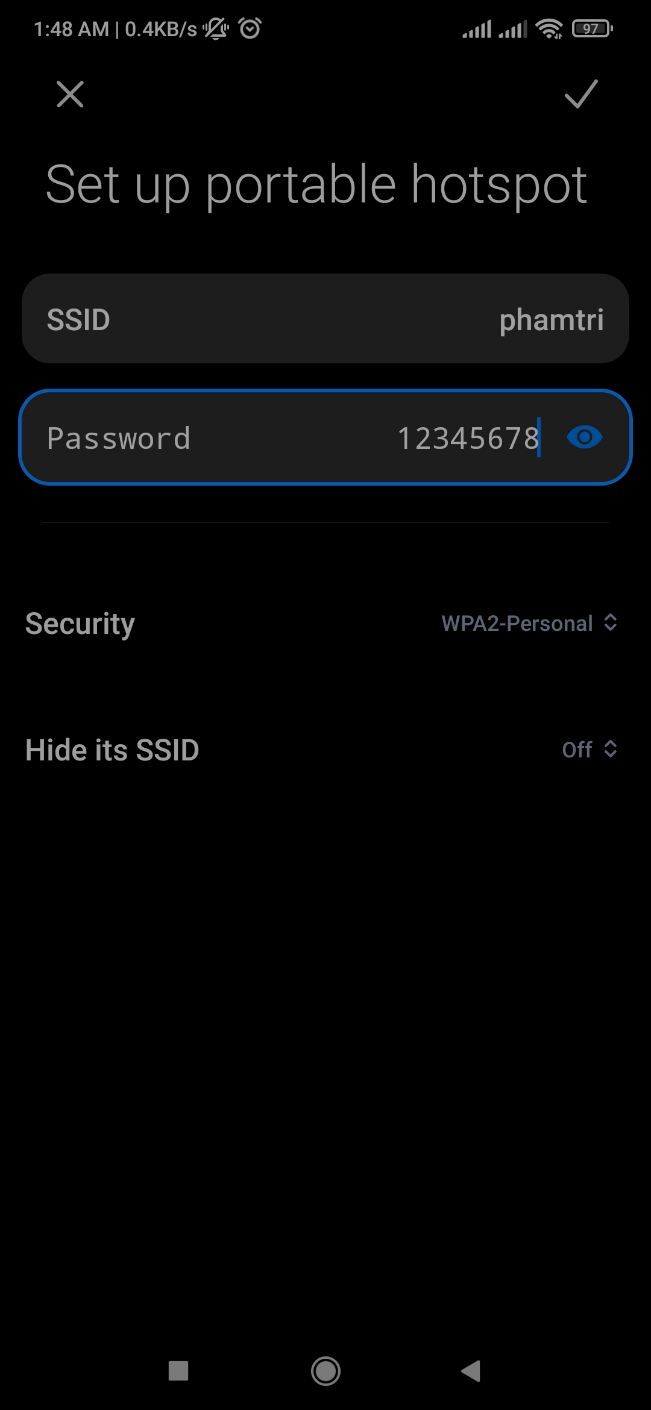 1:48 AM | 0.4KB/s 97
Set up portable hotspot
SSID phamtri
Password 12345678
Security WPA2-Personal
Hide its SSID Off